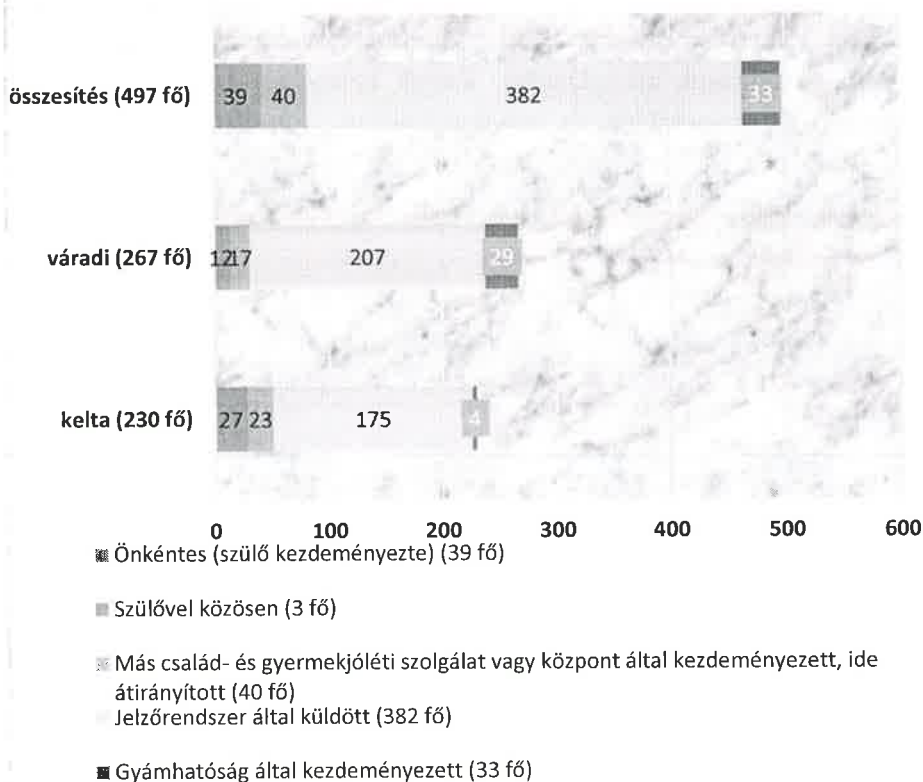 összesítés (497 fő) 39 40 382 33
váradi (267 fő) 12 17 207 29
kelta (230 fő) 27 23 175 4
0 100 200 300 400 500 600
Önkéntes (szülő kezdeményezte) (39 fő)
Szülővel közösen (3 fő)
Más család- és gyermekjóléti szolgálat vagy központ által kezdeményezett, ide
átirányított (40 fő)
Jelzőrendszer által küldött (382 fő)
Gyámhatóság által kezdeményezett (33 fő)